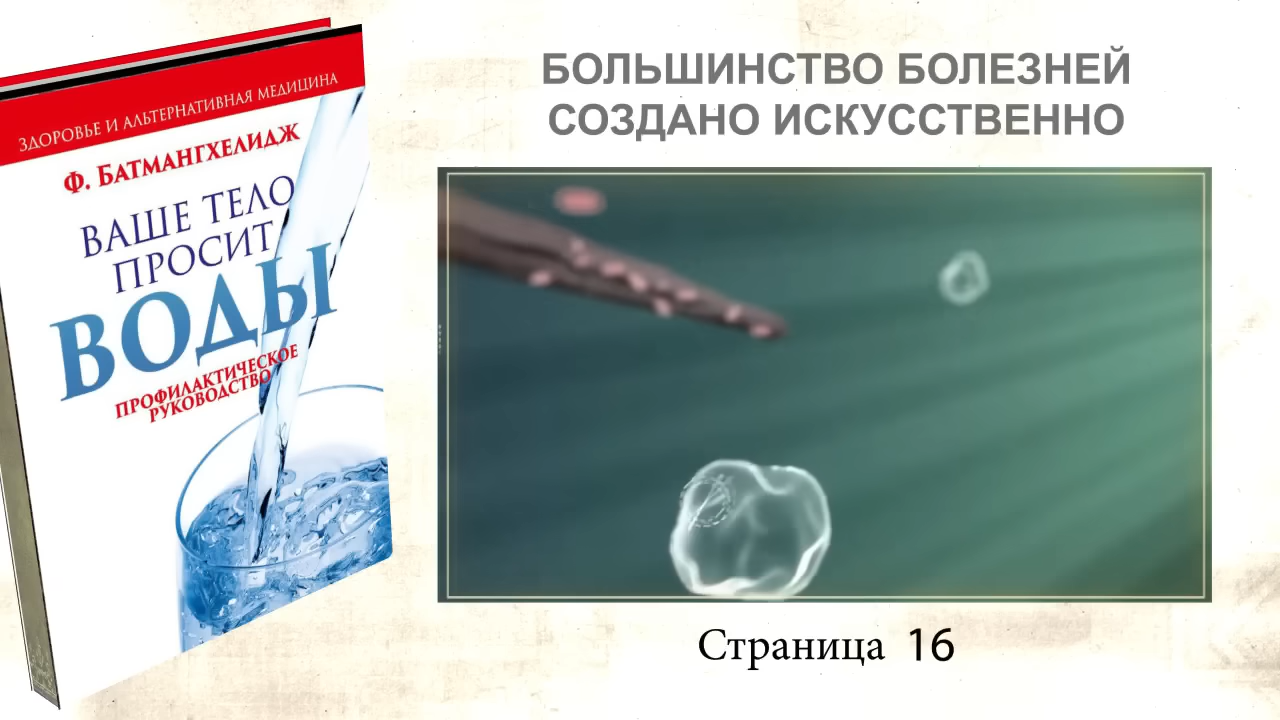 ЗДОРОВЬЕ И АЛЬТЕРНАТИВНАЯ МЕДИЦИНА
Ф. БАТМАНГХЕЛИДЖ
ВАШЕ ТЕЛО
ПРОСИТ
ВОДЫ
ПРОФИЛАКТИЧЕСКОЕ
РУКОВОДСТВО
БОЛЬШИНСТВО БОЛЕЗНЕЙ
СОЗДАНО ИСКУССТВЕННО
Страница 16